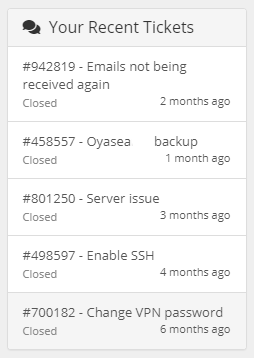 Your Recent Tickets
#942819 - Emails not being
received again
Closed
2 months ago
#458557 - Oyasea backup
Closed
1 month ago
#801250 - Server issue
Closed
3 months ago
#498597 - Enable SSH
Closed
4 months ago
#700182 - Change VPN password
Closed
6 months ago